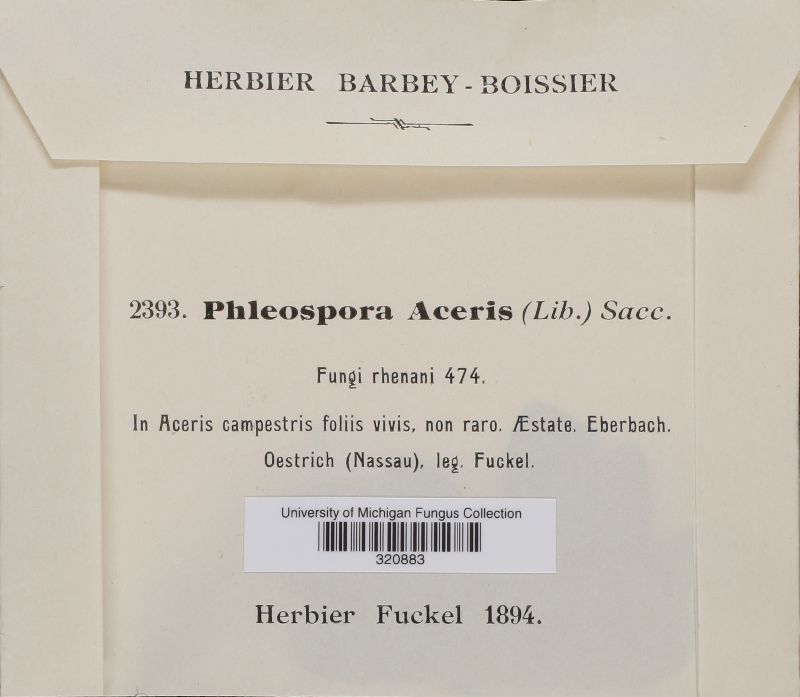 HERBIER BARBEY-BOISSIER
2393. Phleospora Aceris (Lib.) Sacc.
Fungi rhenani 474.
In Aceris campestris foliis vivis, non raro. Æstate. Eberbach.
Oestrich (Nassau), leg. Fuckel.
University of Michigan Fungus Collection
320883
Herbier Fuckel 1894.